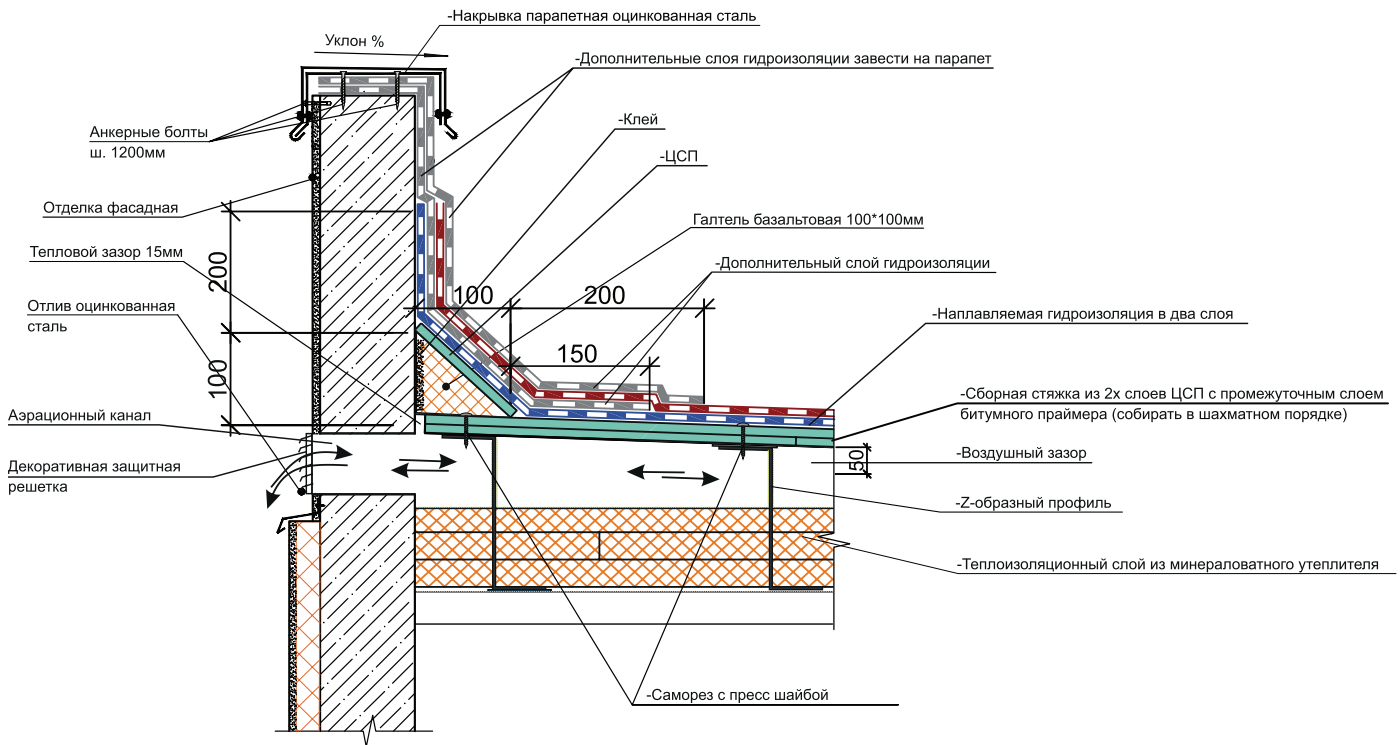 -Накрывка парапетная оцинкованная сталь
Уклон %
-Дополнительные слоя гидроизоляции завести на парапет
Анкерные болты
ш. 1200мм
-Клей
-ЦСП
Отделка фасадная
Галтель базальтовая 100*100мм
Тепловой зазор 15мм
200
-Дополнительный слой гидроизоляции
100
200
Отлив оцинкованная
сталь
-Наплавляемая гидроизоляция в два слоя
150
100
-Сборная стяжка из 2х слоев ЦСП с промежуточным слоем
битумного праймера (собирать в шахматном порядке)
Аэрационный канал
-Воздушный зазор
50
Декоративная защитная
решетка
-Z-образный профиль
-Теплоизоляционный слой из минераловатного утеплителя
-Саморез с пресс шайбой